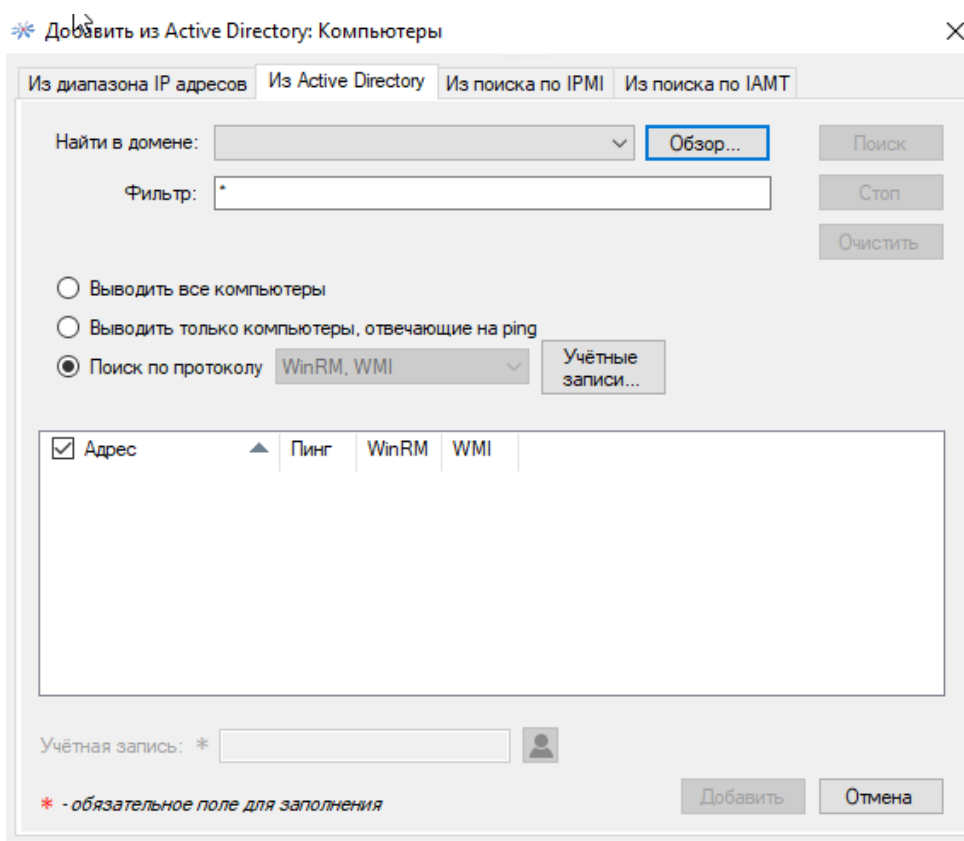 Добавить из Active Directory: Компьютеры
Из диапазона IP адресов Из Active Directory Из поиска по IPMI Из поиска по IAMT
Найти в домене: Обзор... Поиск
Фильтр: * Стоп
Очистить
Выводить все компьютеры
Выводить только компьютеры, отвечающие на ping
Поиск по протоколу WinRM, WMI Учётные
записи...
Адрес Пинг WinRM WMI
Учётная запись: *
* - обязательное поле для заполнения Добавить Отмена